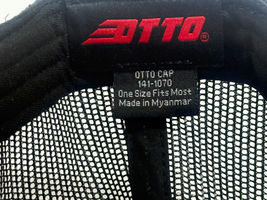 OTTO®
OTTO CAP
141-1070
One Size Fits Most
Made in Myanmar